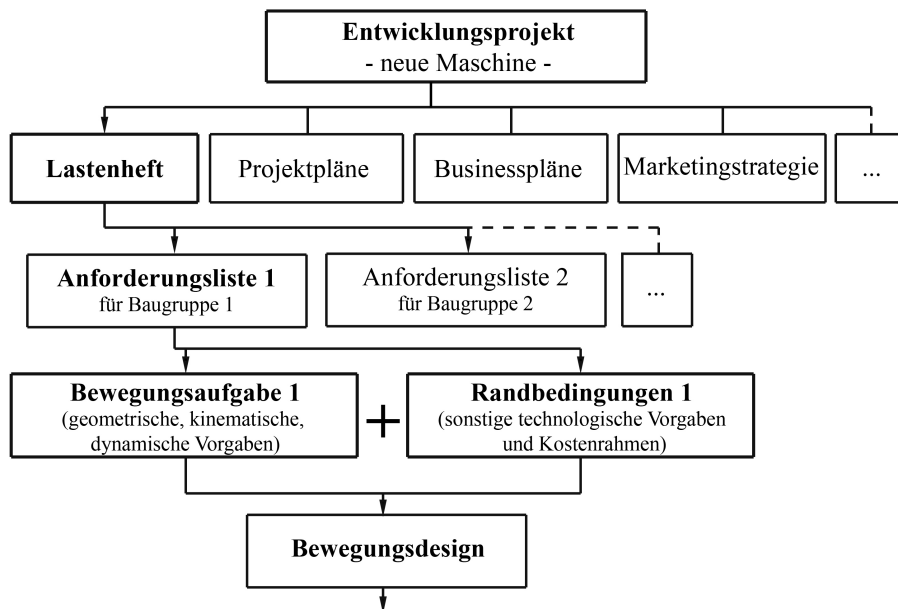 Entwicklungsprojekt
- neue Maschine -
Lastenheft
Projektpläne
Businesspläne
Marketingstrategie
...
Anforderungsliste 1
für Baugruppe 1
Anforderungsliste 2
für Baugruppe 2
...
Bewegungsaufgabe 1
(geometrische, kinematische,
dynamische Vorgaben)
+
Randbedingungen 1
(sonstige technologische Vorgaben
und Kostenrahmen)
Bewegungsdesign